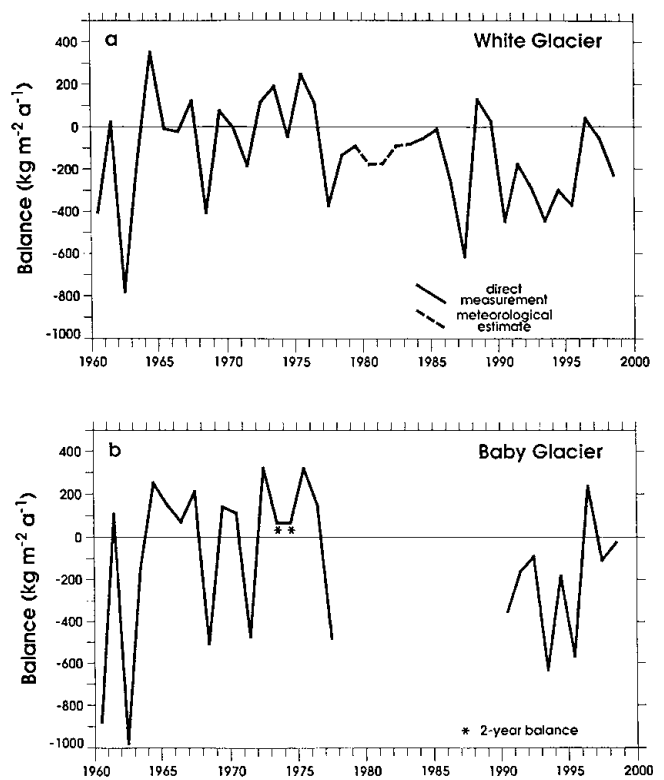 a
White Glacier
Balance (kg m⁻² a⁻¹)
400
200
0
-200
-400
-600
-800
-1000
direct
measurement
meteorological
estimate
1960 1965 1970 1975 1980 1985 1990 1995 2000
b
Baby Glacier
Balance (kg m⁻² a⁻¹)
400
200
0
-200
-400
-600
-800
-1000
* *
* 2-year balance
1960 1965 1970 1975 1980 1985 1990 1995 2000